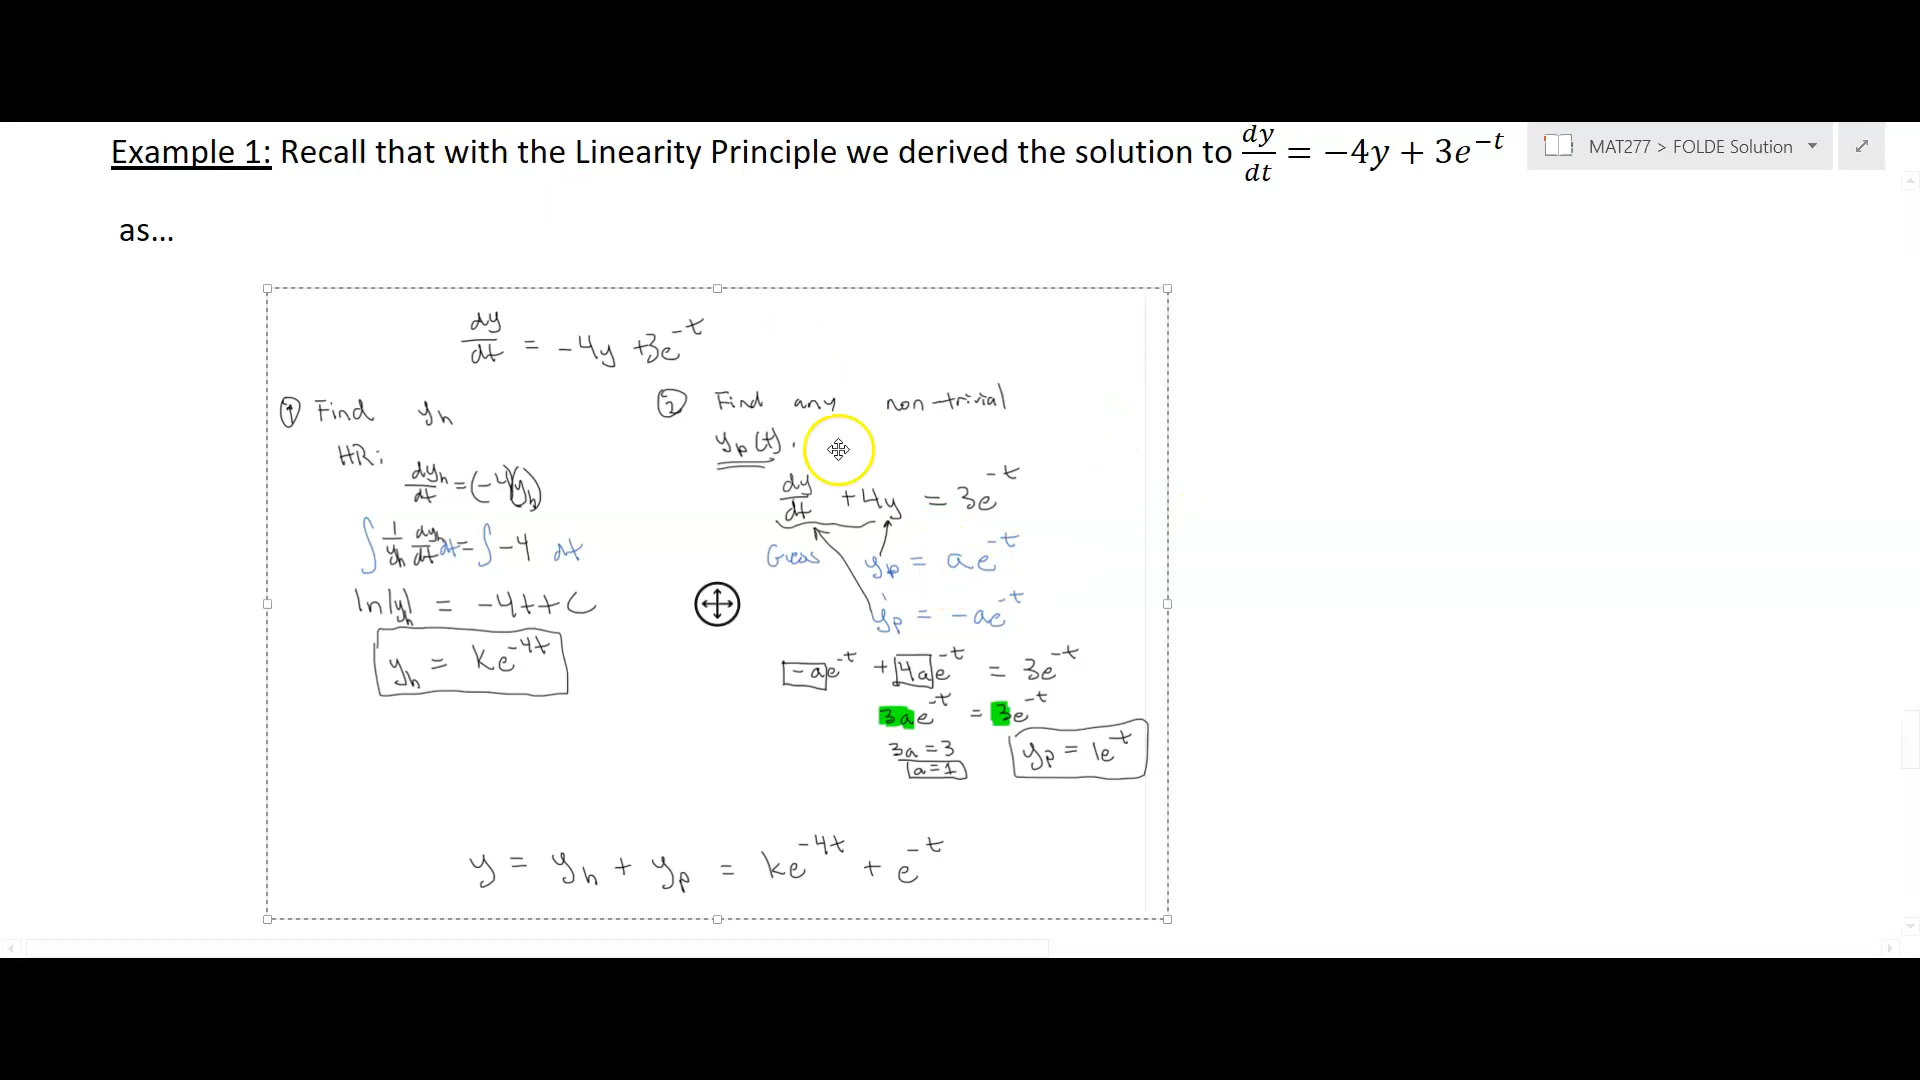 Example 1: Recall that with the Linearity Principle we derived the solution to dy/dt = −4y + 3e^{−t}
MAT277 > FOLDE Solution
as...
dy/dt = -4y +3e^{-t}
① Find y_h
HR:
dy_h/dt = (-4)(y_h)
∫ 1/y_h dy_h/dt dt = ∫ -4 dt
ln|y_h| = -4t + C
y_h = ke^{-4t}
② Find any non-trivial
y_p(t).
dy/dt + 4y = 3e^{-t}
Guess y_p = ae^{-t}
y_p' = -ae^{-t}
-ae^{-t} + 4ae^{-t} = 3e^{-t}
3ae^{-t} = 3e^{-t}
3a = 3
a = 1
y_p = 1e^{-t}
y = y_h + y_p = ke^{-4t} + e^{-t}